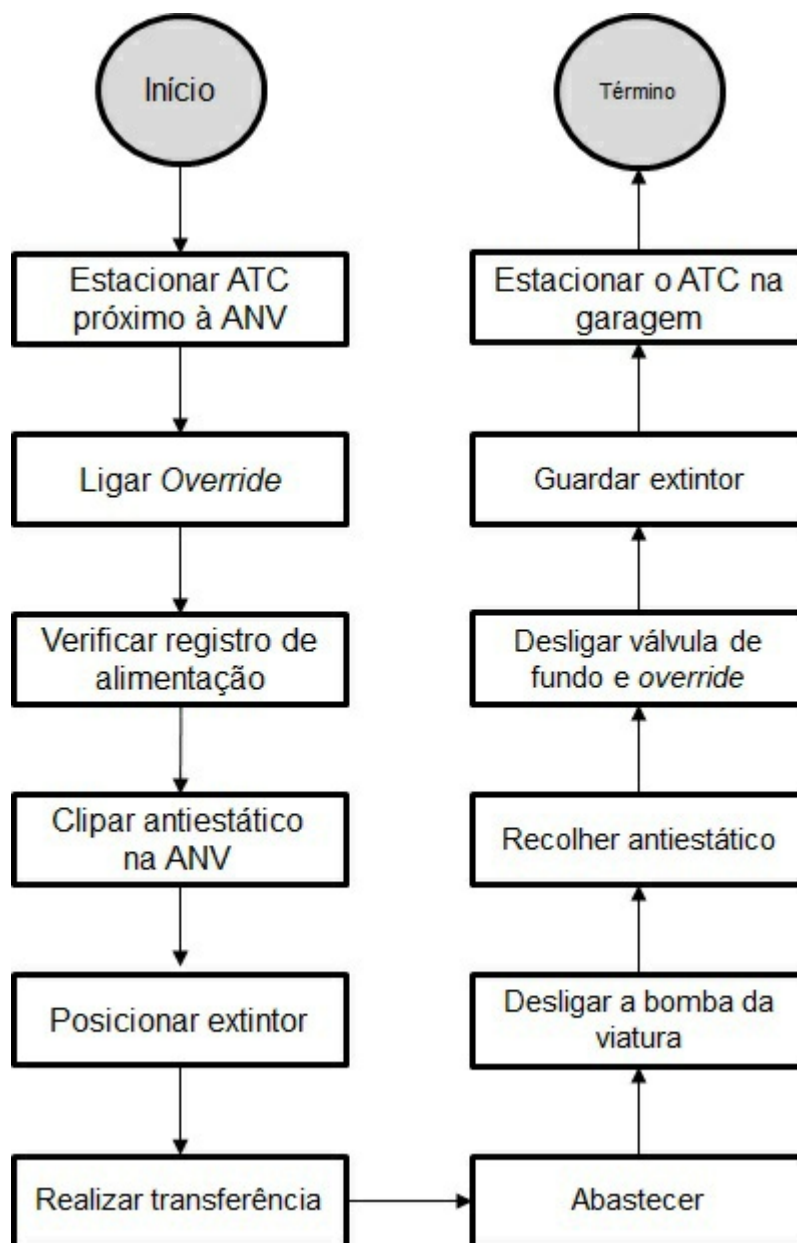 Início
Estacionar ATC
próximo à ANV
Ligar Override
Verificar registro de
alimentação
Clipar antiestático
na ANV
Posicionar extintor
Realizar transferência
Abastecer
Desligar a bomba da
viatura
Recolher antiestático
Desligar válvula de
fundo e override
Guardar extintor
Estacionar o ATC na
garagem
Término